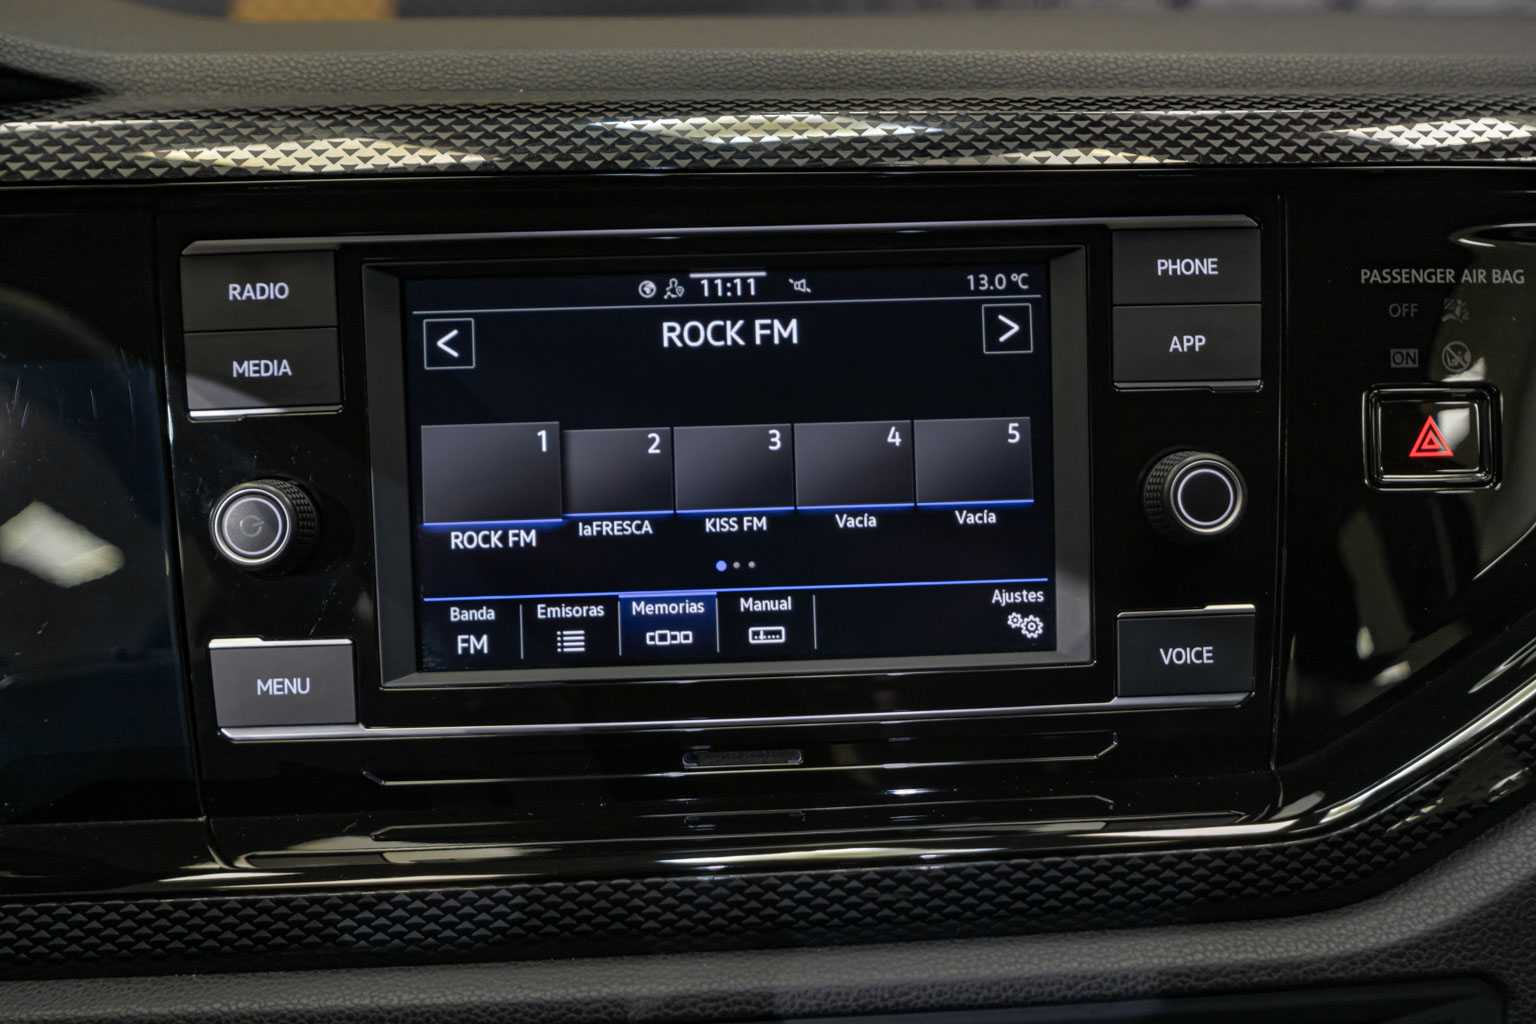 RADIO
MEDIA
MENU
11:11
13.0 °C
<
ROCK FM
>
1
2
3
4
5
ROCK FM
laFRESCA
KISS FM
Vacía
Vacía
Banda
FM
Emisoras
Memorias
Manual
Ajustes
PHONE
APP
VOICE
PASSENGER AIR BAG
OFF
ON